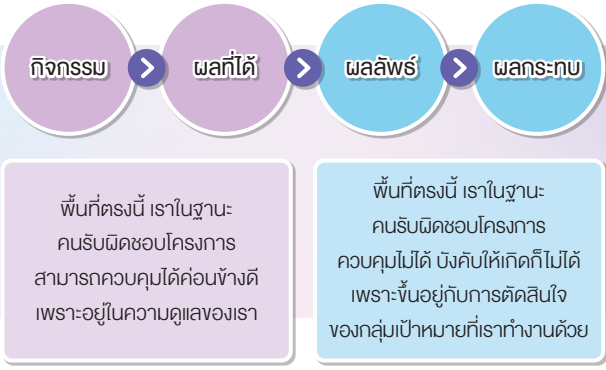 กิจกรรม
ผลที่ได้
ผลลัพธ์
ผลกระทบ
พื้นที่ตรงนี้ เราในฐานะ
คนรับผิดชอบโครงการ
สามารถควบคุมได้ค่อนข้างดี
เพราะอยู่ในความดูแลของเรา
พื้นที่ตรงนี้ เราในฐานะ
คนรับผิดชอบโครงการ
ควบคุมไม่ได้ บังคับให้เกิดก็ไม่ได้
เพราะขึ้นอยู่กับการตัดสินใจ
ของกลุ่มเป้าหมายที่เราทำงานด้วย